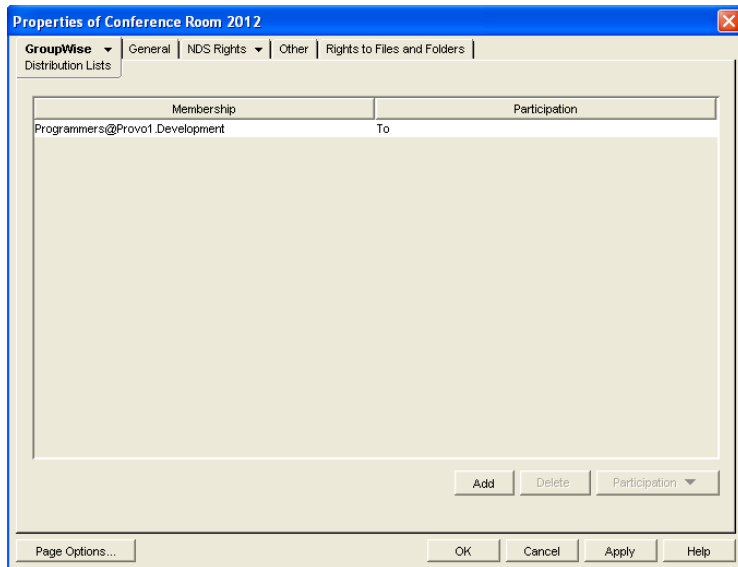 Properties of Conference Room 2012
GroupWise General NDS Rights Other Rights to Files and Folders
Distribution Lists
Membership Participation
Programmers@Provo1.Development To
Add Delete Participation
Page Options... OK Cancel Apply Help